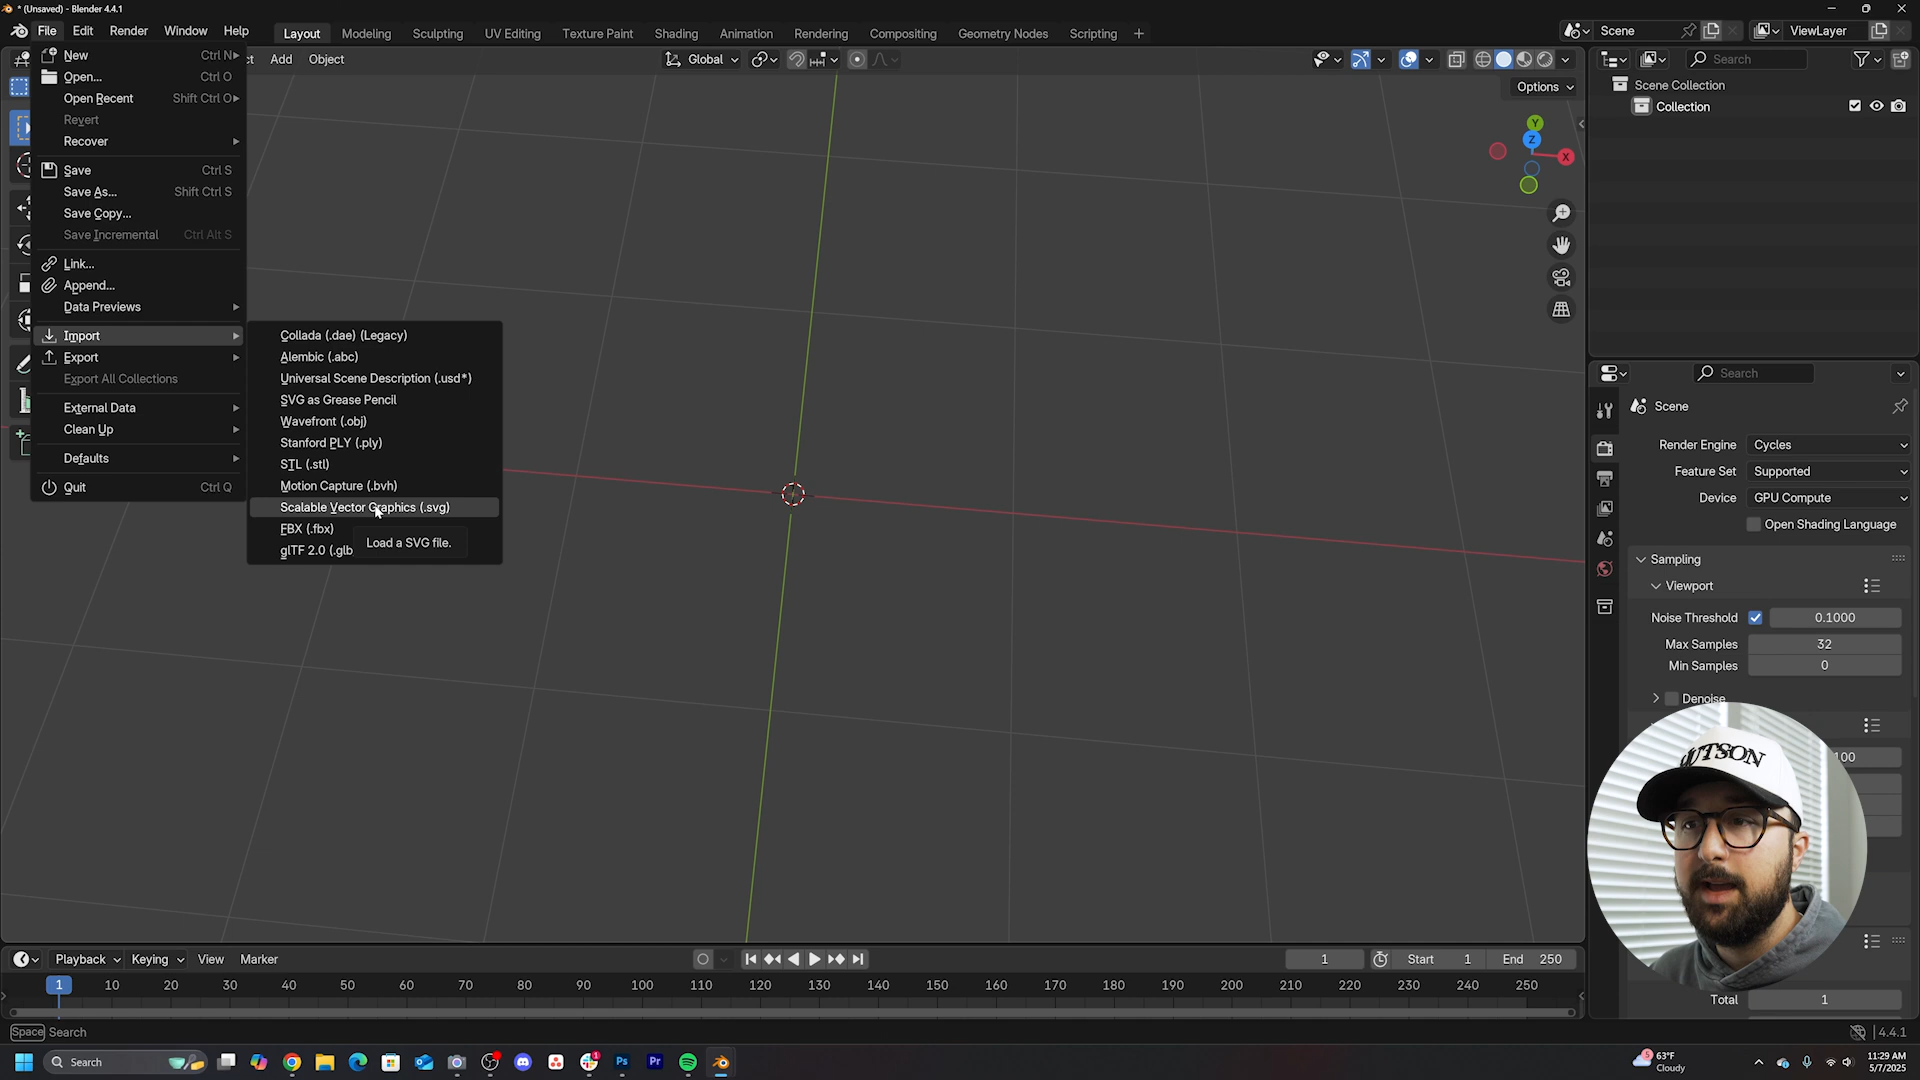 * (Unsaved) - Blender 4.4.1
File Edit Render Window Help
Layout Modeling Sculpting UV Editing Texture Paint Shading Animation Rendering Compositing Geometry Nodes Scripting +
Scene
ViewLayer
Add Object
Global
Options
Search
New Ctrl N
Open... Ctrl O
Open Recent Shift Ctrl O
Revert
Recover
Save Ctrl S
Save As... Shift Ctrl S
Save Copy...
Save Incremental Ctrl Alt S
Link...
Append...
Data Previews
Import
Export
Export All Collections
External Data
Clean Up
Defaults
Quit Ctrl Q
Collada (.dae) (Legacy)
Alembic (.abc)
Universal Scene Description (.usd*)
SVG as Grease Pencil
Wavefront (.obj)
Stanford PLY (.ply)
STL (.stl)
Motion Capture (.bvh)
Scalable Vector Graphics (.svg)
FBX (.fbx)
glTF 2.0 (.glb
Load a SVG file.
Y
Z
X
Scene Collection
Collection
Search
Scene
Render Engine Cycles
Feature Set Supported
Device GPU Compute
Open Shading Language
Sampling
Viewport
Noise Threshold 0.1000
Max Samples 32
Min Samples 0
Denoise
100
UTSON
Total 1
Playback Keying View Marker
1
Start 1
End 250
1 10 20 30 40 50 60 70 80 90 100 110 120 130 140 150 160 170 180 190 200 210 220 230 240 250
Space Search
4.4.1
Search
Ps
Pr
63°F
Cloudy
11:29 AM
5/7/2025